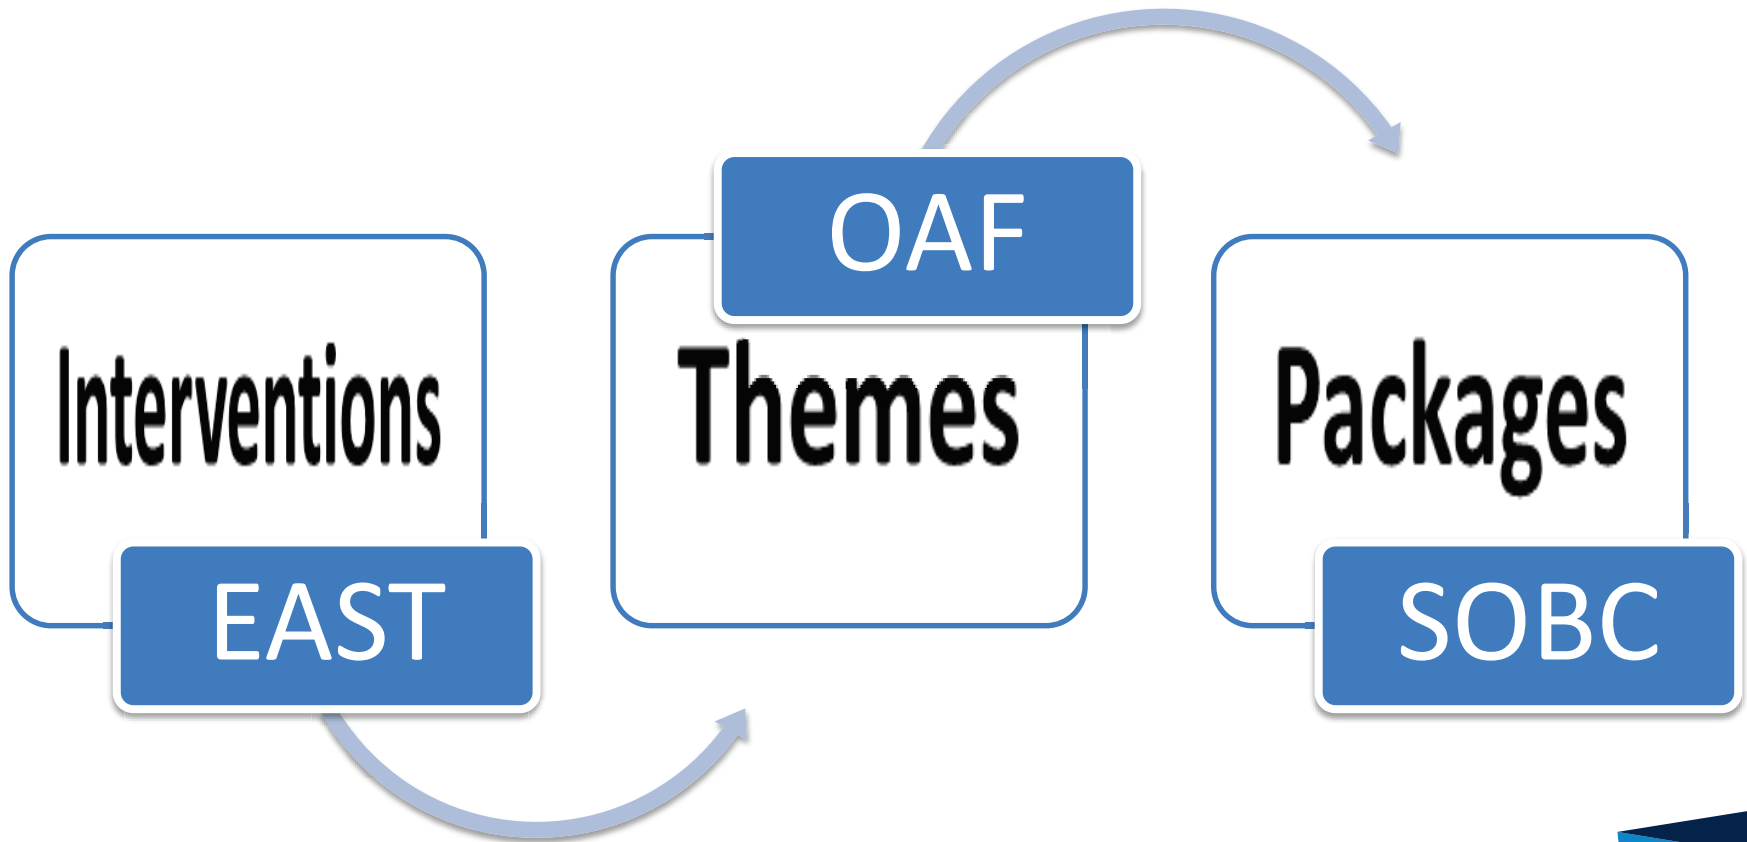 Interventions
EAST
OAF
Themes
Packages
SOBC